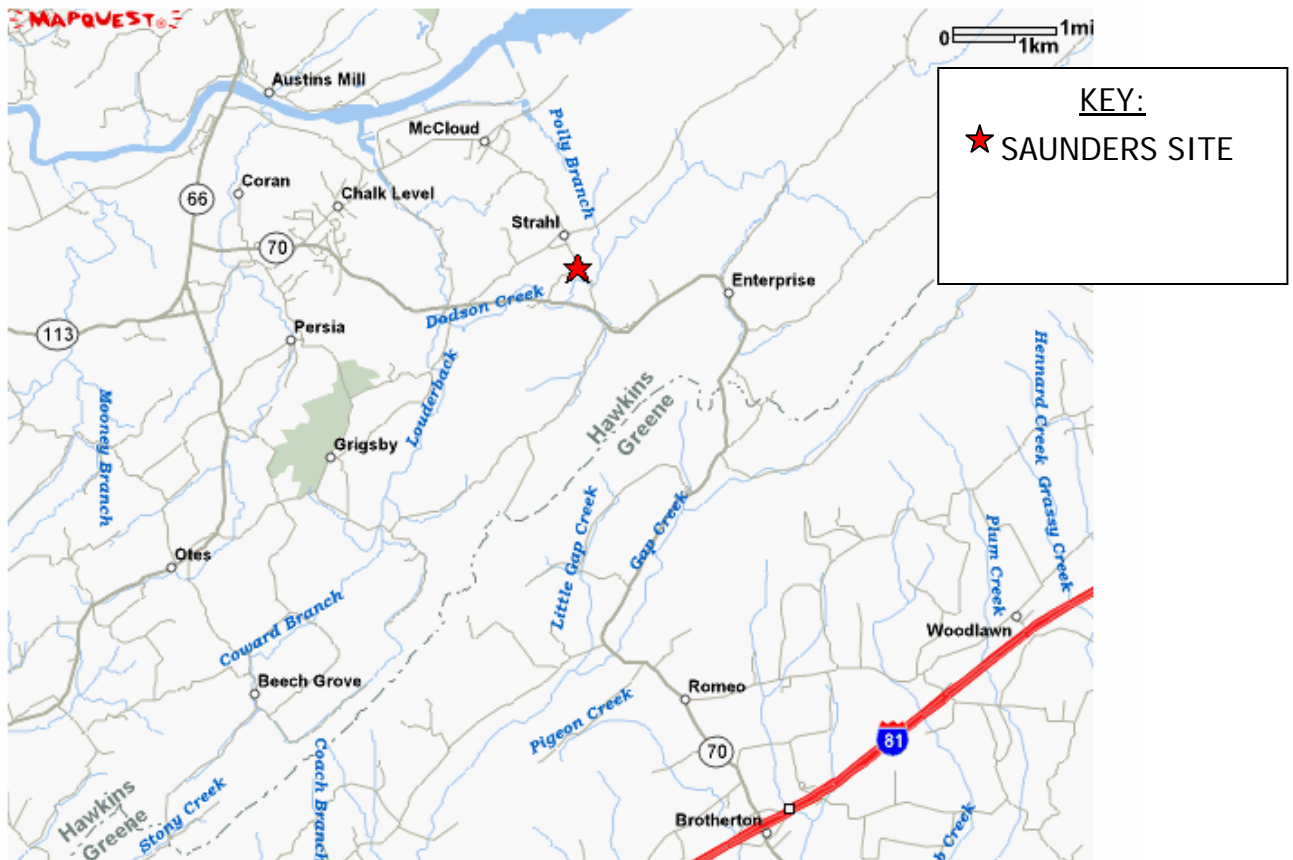 MAPQUEST®
0 1mi
1km
KEY:
SAUNDERS SITE
Austins Mill
McCloud
Polly Branch
Coran
Chalk Level
66
70
Strahl
Enterprise
Dodson Creek
113
Persia
Hennard Creek
Mooney Branch
Louderback
Hawkins
Greene
Grigsby
Grassy Creek
Little Gap Creek
Gap Creek
Plum Creek
Otes
Coward Branch
Woodlawn
Beech Grove
Romeo
Pigeon Creek
81
70
Coach Branch
Hawkins
Greene
Stony Creek
Brotherton
b Creek